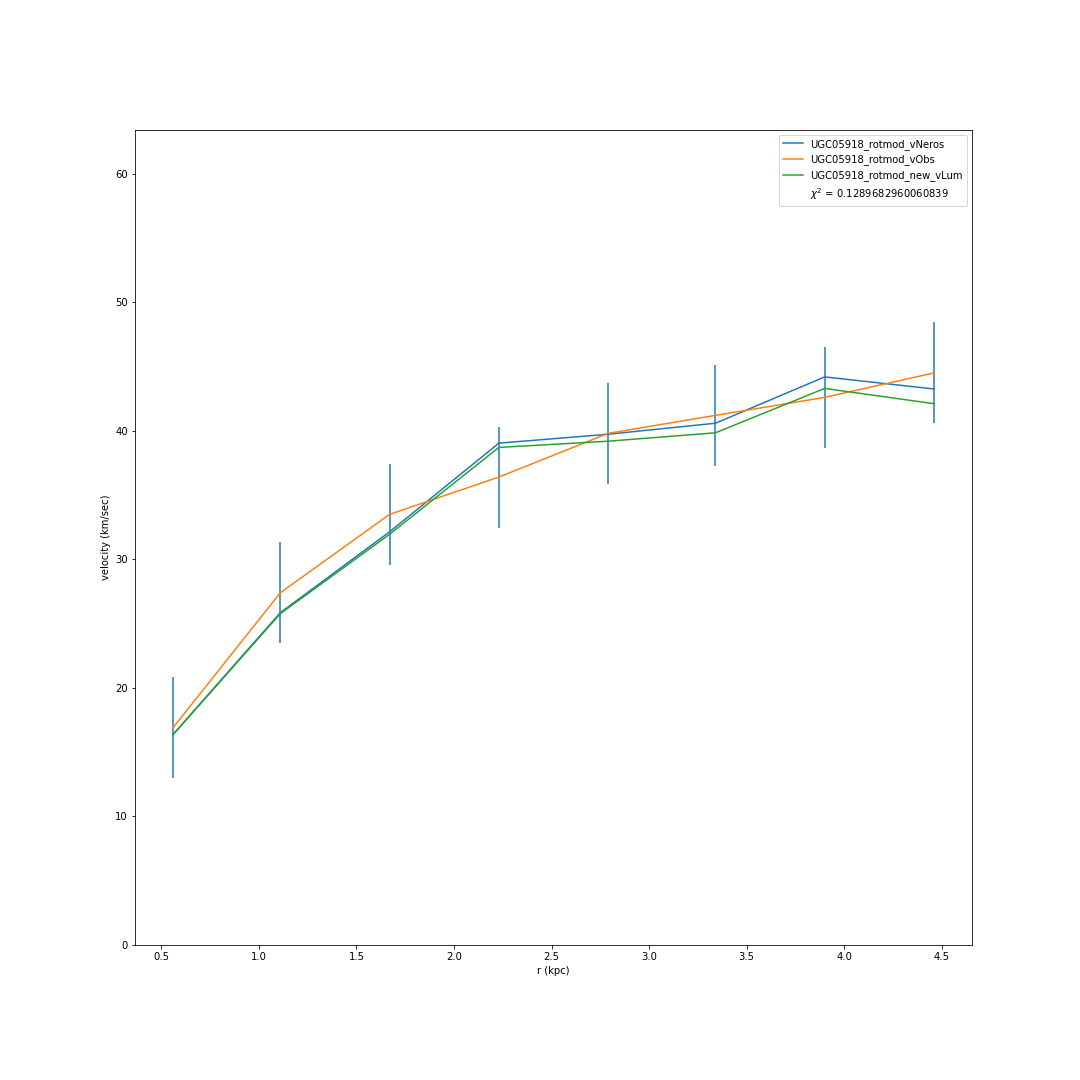 UGC05918_rotmod_vNeros
UGC05918_rotmod_vObs
UGC05918_rotmod_new_vLum
χ² = 0.1289682960060839
60
50
40
30
20
10
0
velocity (km/sec)
0.5 1.0 1.5 2.0 2.5 3.0 3.5 4.0 4.5
r (kpc)